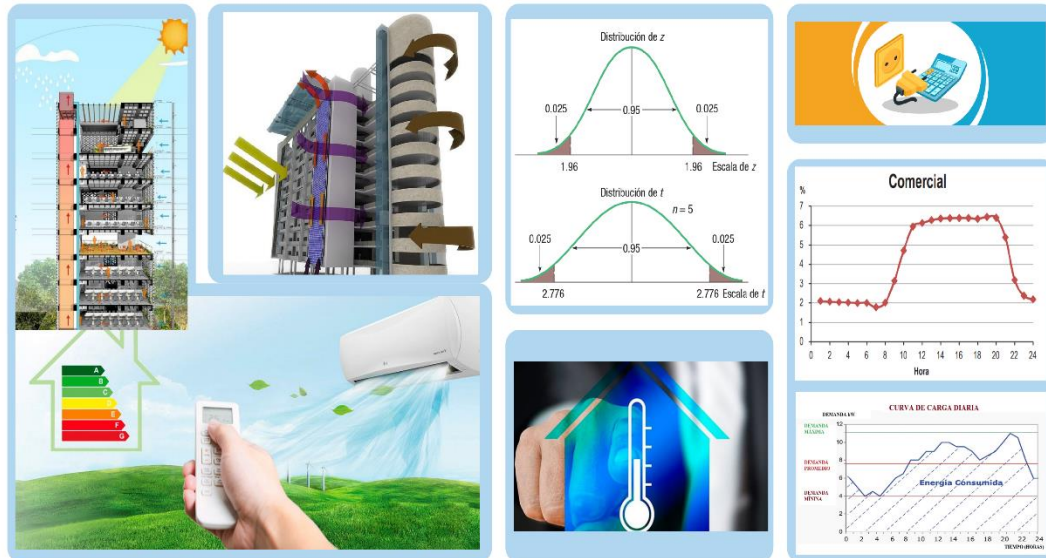 Distribución de z
0.025
0.95
0.025
1.96
1.96
Escala de z
Distribución de t
n = 5
0.025
0.95
0.025
2.776
2.776
Escala de t
Comercial
%
7
6
5
4
3
2
1
0
0 2 4 6 8 10 12 14 16 18 20 22 24
Hora
A
B
C
D
E
F
G
CURVA DE CARGA DIARIA
DEMANDA kW
DEMANDA
MÁXIMA
DEMANDA
PROMEDIO
DEMANDA
MÍNIMA
12
10
8
6
4
2
0
Energía Consumida
0 2 4 6 8 10 12 14 16 18 20 22 24
TIEMPO (HORAS)